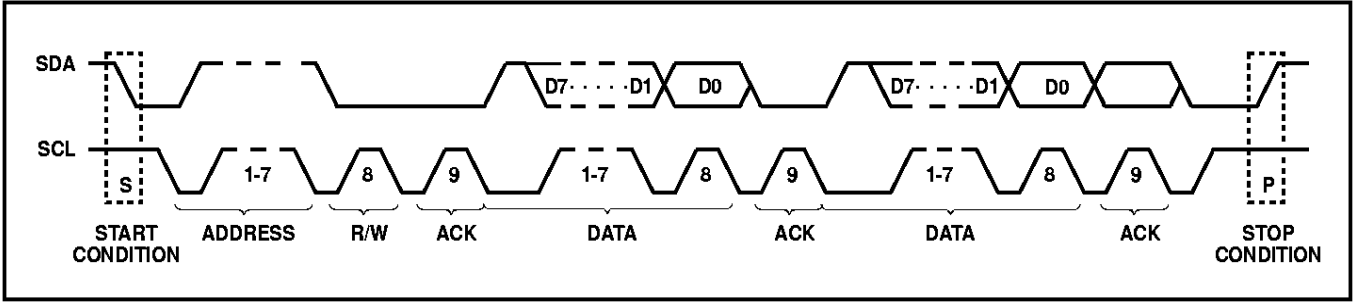 SDA
D7 · · · · · D1
D0
D7 · · · · · D1
D0
SCL
S
1-7
8
9
1-7
8
9
1-7
8
9
P
START CONDITION
ADDRESS
R/W
ACK
DATA
ACK
DATA
ACK
STOP CONDITION